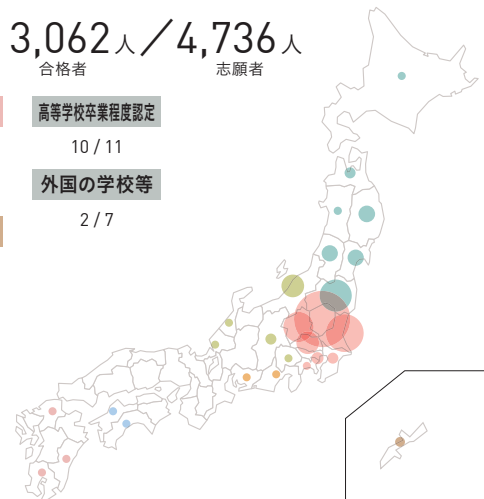 3,062人／4,736人
合格者 志願者
高等学校卒業程度認定
10 / 11
外国の学校等
2 / 7